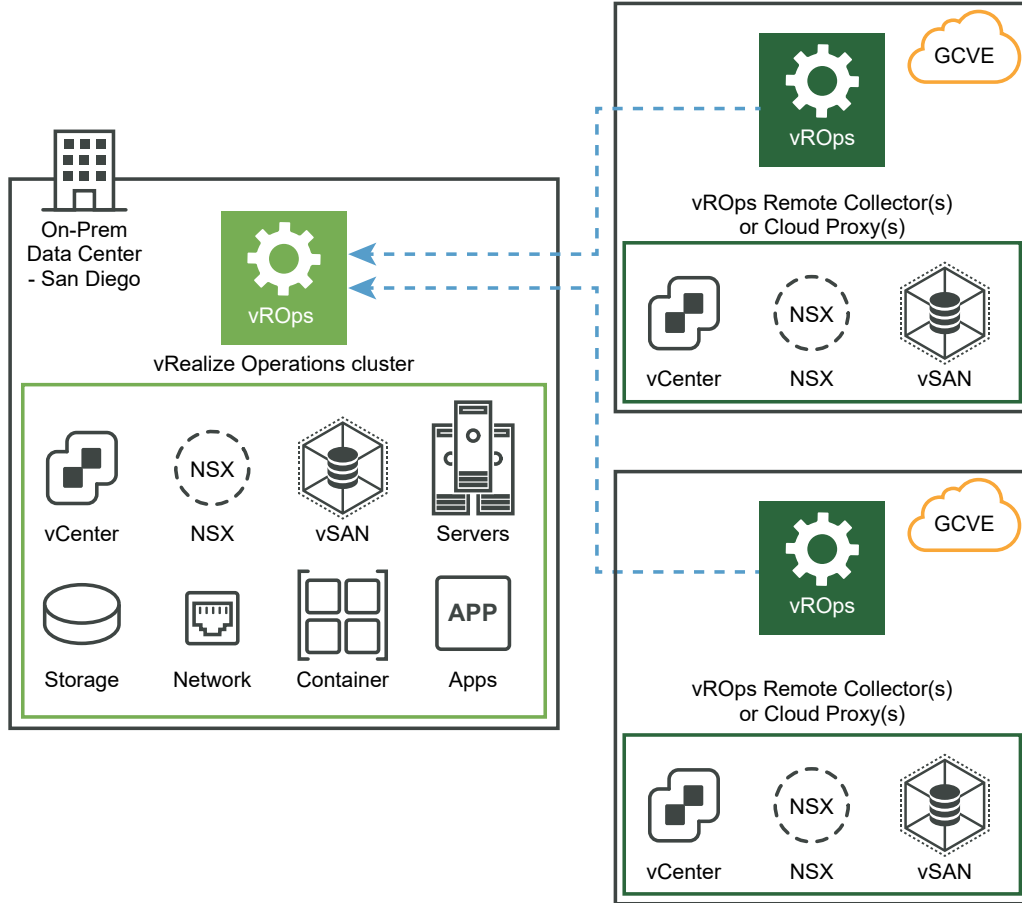 On-Prem
Data Center
- San Diego
vROps
vRealize Operations cluster
NSX
vCenter
NSX
vSAN
Servers
APP
Storage
Network
Container
Apps
GCVE
vROps
vROps Remote Collector(s)
or Cloud Proxy(s)
NSX
vCenter
NSX
vSAN
GCVE
vROps
vROps Remote Collector(s)
or Cloud Proxy(s)
NSX
vCenter
NSX
vSAN